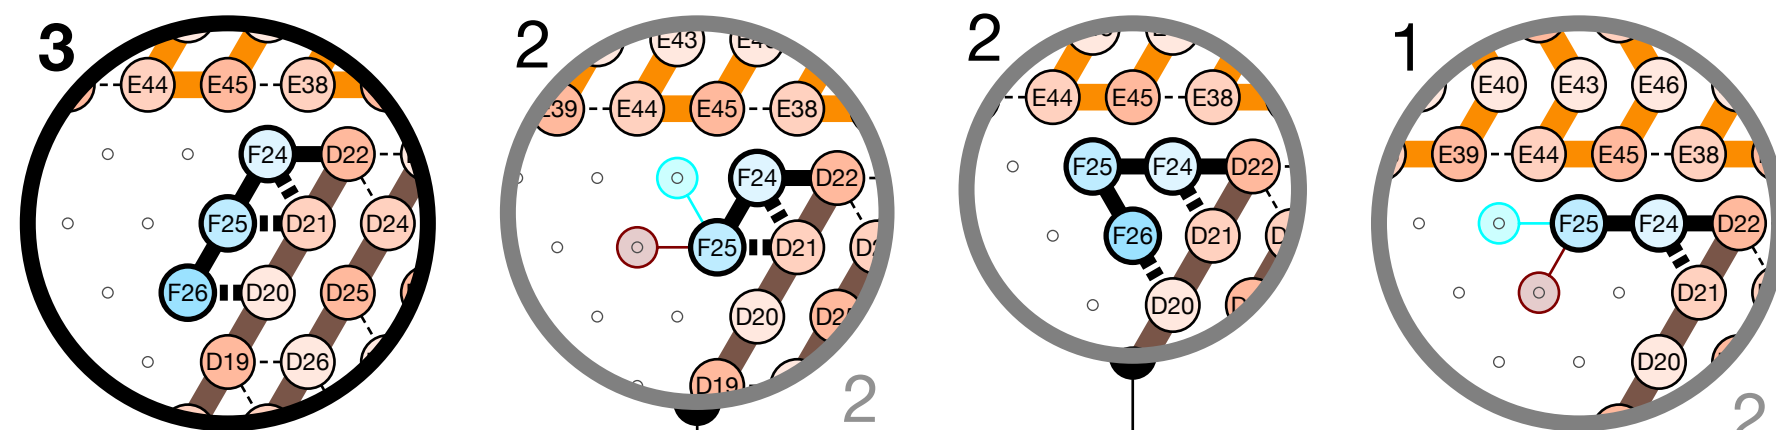 3
E44 E45 E38
F24 D22
F25 D21 D24
F26 D20 D25
D19 D26
2
E43
E39 E44 E45 E38
F24 D22
F25 D21
D20
D19
2
2
E44 E45 E38
F25 F24 D22
F26 D21
D20
1
E40 E43 E46
E39 E44 E45 E38
F25 F24 D22
D21
D20
2